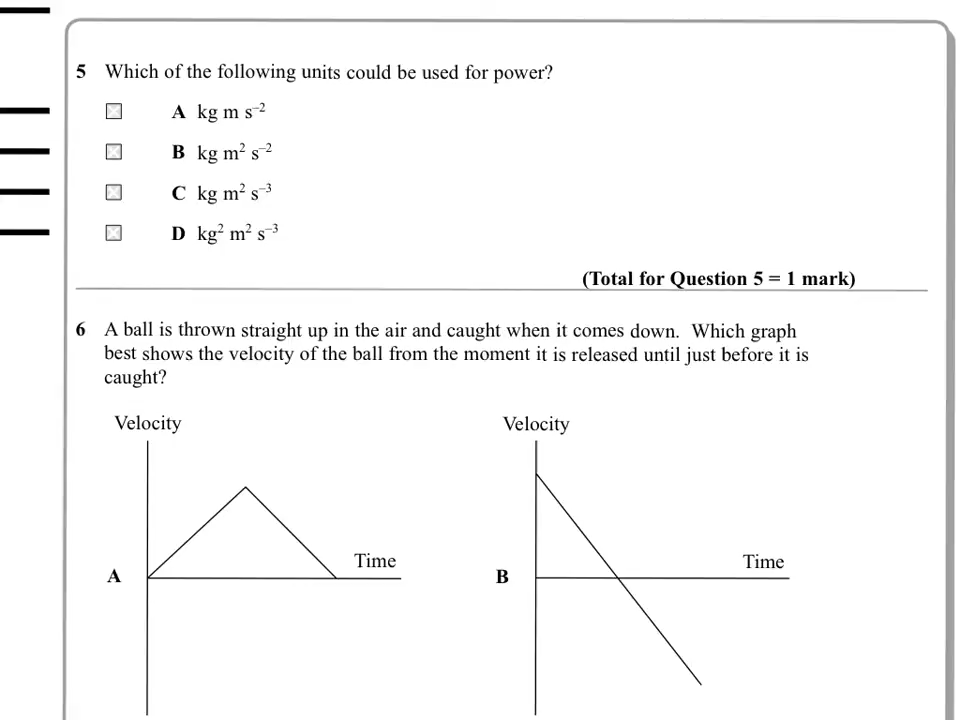 5 Which of the following units could be used for power?
A kg m s⁻²
B kg m² s⁻²
C kg m² s⁻³
D kg² m² s⁻³
(Total for Question 5 = 1 mark)
6 A ball is thrown straight up in the air and caught when it comes down. Which graph
best shows the velocity of the ball from the moment it is released until just before it is
caught?
Velocity
Time
A
Velocity
Time
B